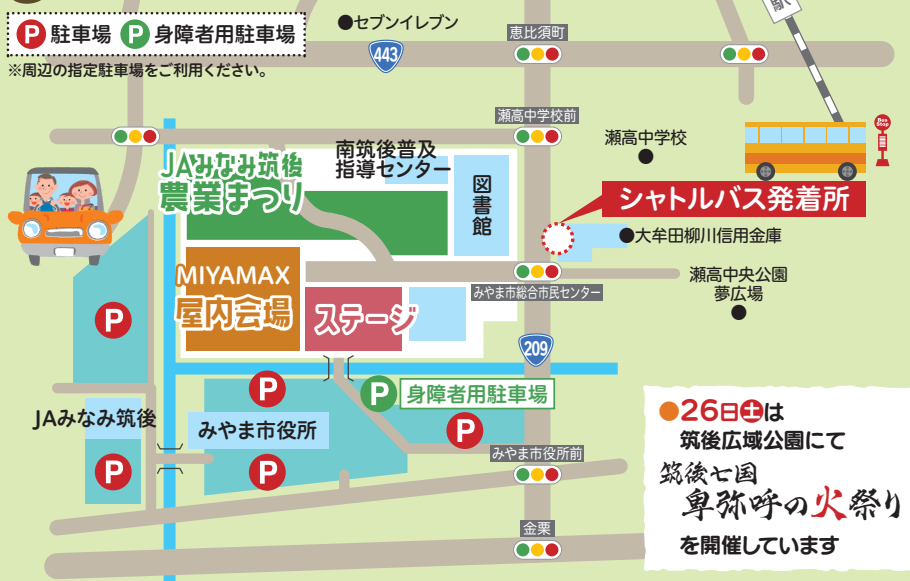 P 駐車場 P 身障者用駐車場
※周辺の指定駐車場をご利用ください。
●セブンイレブン
443
恵比須町
駅
瀬高中学校前
瀬高中学校
Bus Stop
JAみなみ筑後
農業まつり
南筑後普及
指導センター
図書館
シャトルバス発着所
●大牟田柳川信用金庫
MIYAMAX
屋内会場
ステージ
みやま市総合市民センター
瀬高中央公園
夢広場
P
209
P
P 身障者用駐車場
JAみなみ筑後
みやま市役所
P
P
P
みやま市役所前
金栗
●26日土は
筑後広域公園にて
筑後七国
卑弥呼の火祭り
を開催しています